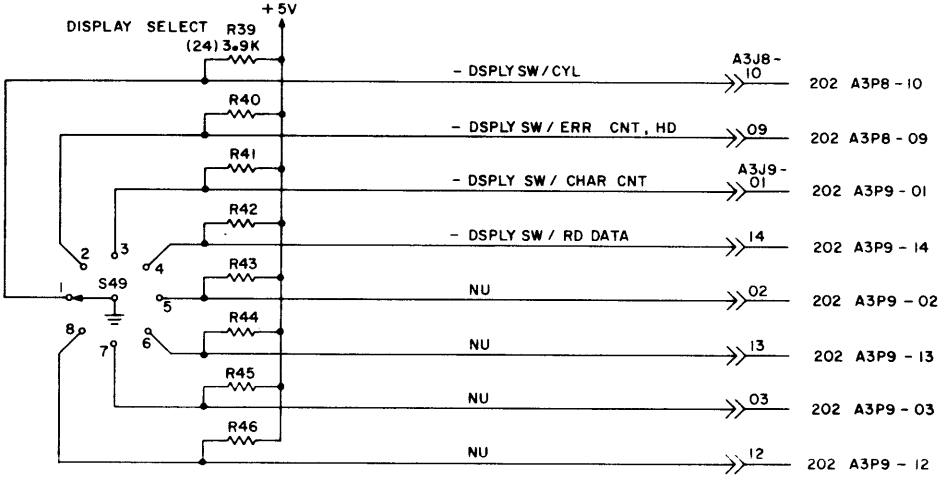 +5V
DISPLAY SELECT R39
(24) 3.9K
- DSPLY SW/CYL A3J8-
10 202 A3P8-10
R40
- DSPLY SW/ ERR CNT, HD 09 202 A3P8-09
R41
- DSPLY SW/ CHAR CNT A3J9-
01 202 A3P9-01
R42
- DSPLY SW/ RD DATA 14 202 A3P9-14
2 3 4
R43
1 S49 5 NU 02 202 A3P9-02
R44
8 7 6 NU 13 202 A3P9-13
R45
NU 03 202 A3P9-03
R46
NU 12 202 A3P9-12